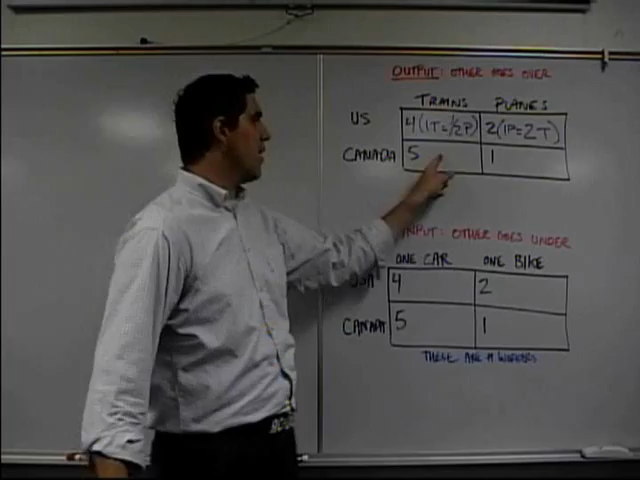 OUTPUT: OTHER GOES OVER
TRAINS PLANES
US 4(1T=1/2P) 2(1P=2T)
CANADA 5 1
INPUT: OTHER GOES UNDER
ONE CAR ONE BIKE
USA 4 2
CANADA 5 1
THESE ARE # WORKERS